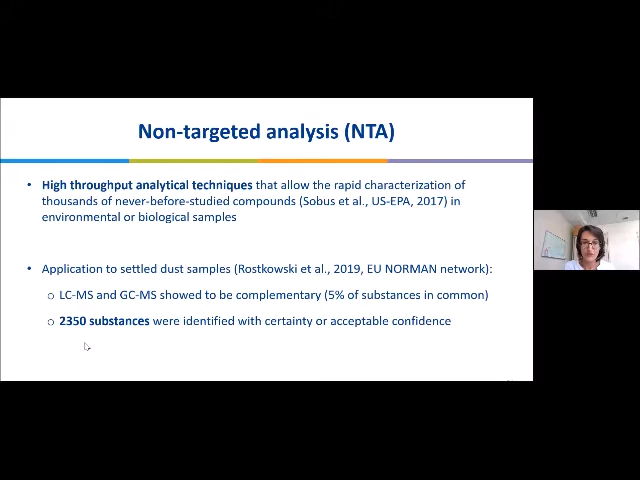 Non-targeted analysis (NTA)
• High throughput analytical techniques that allow the rapid characterization of
thousands of never-before-studied compounds (Sobus et al., US-EPA, 2017) in
environmental or biological samples
• Application to settled dust samples (Rostkowski et al., 2019, EU NORMAN network):
o LC-MS and GC-MS showed to be complementary (5% of substances in common)
o 2350 substances were identified with certainty or acceptable confidence